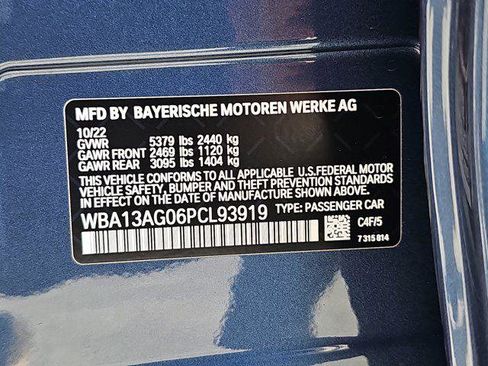 MFD BY BAYERISCHE MOTOREN WERKE AG
10/22
GVWR 5379 lbs 2440 kg
GAWR FRONT 2469 lbs 1120 kg
GAWR REAR 3095 lbs 1404 kg
THIS VEHICLE CONFORMS TO ALL APPLICABLE U.S.FEDERAL MOTOR
VEHICLE SAFETY, BUMPER, AND THEFT PREVENTION STANDARDS
IN EFFECT ON THE DATE OF MANUFACTURE SHOWN ABOVE.
WBA13AG06PCL93919 TYPE: PASSENGER CAR
C4F/5
7 315 814